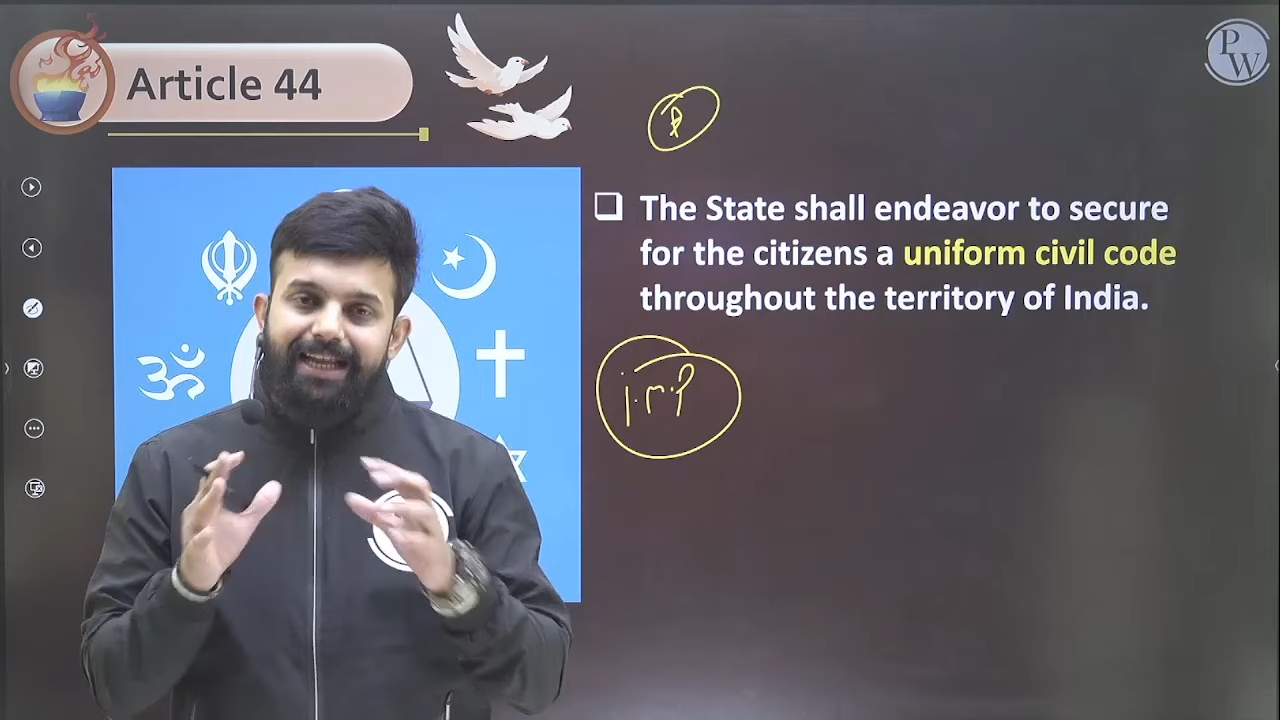 Article 44
PW
The State shall endeavor to secure
for the citizens a uniform civil code
throughout the territory of India.